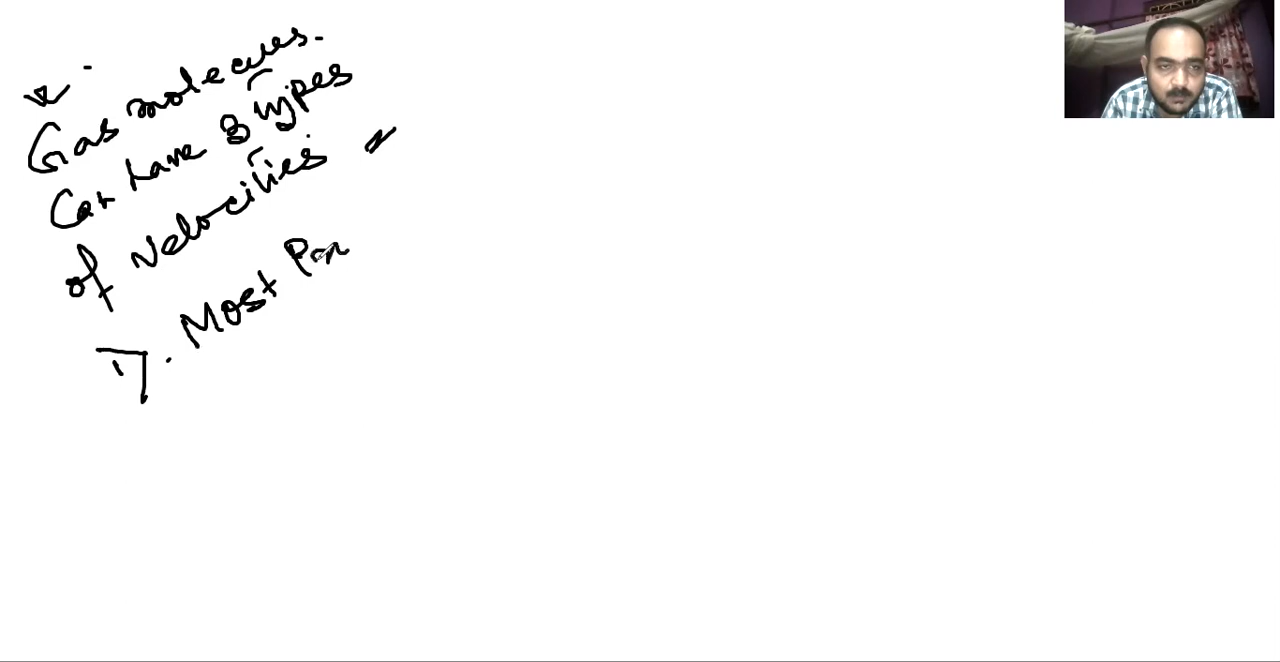 Gas molecules.
Can have 3 types
of velocities
1). Most Pro